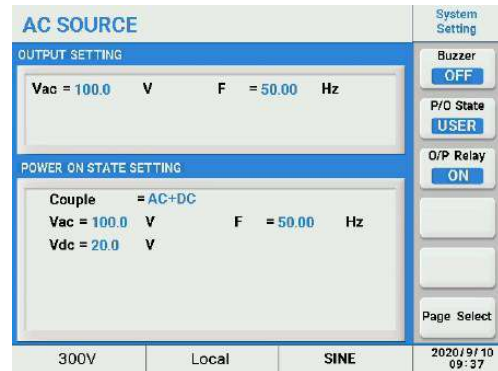 AC SOURCE
System
Setting
OUTPUT SETTING
Vac = 100.0 V F = 50.00 Hz
Buzzer
OFF
P/O State
USER
O/P Relay
ON
POWER ON STATE SETTING
Couple = AC+DC
Vac = 100.0 V F = 50.00 Hz
Vdc = 20.0 V
Page Select
300V Local SINE
2020/9/10
09:37